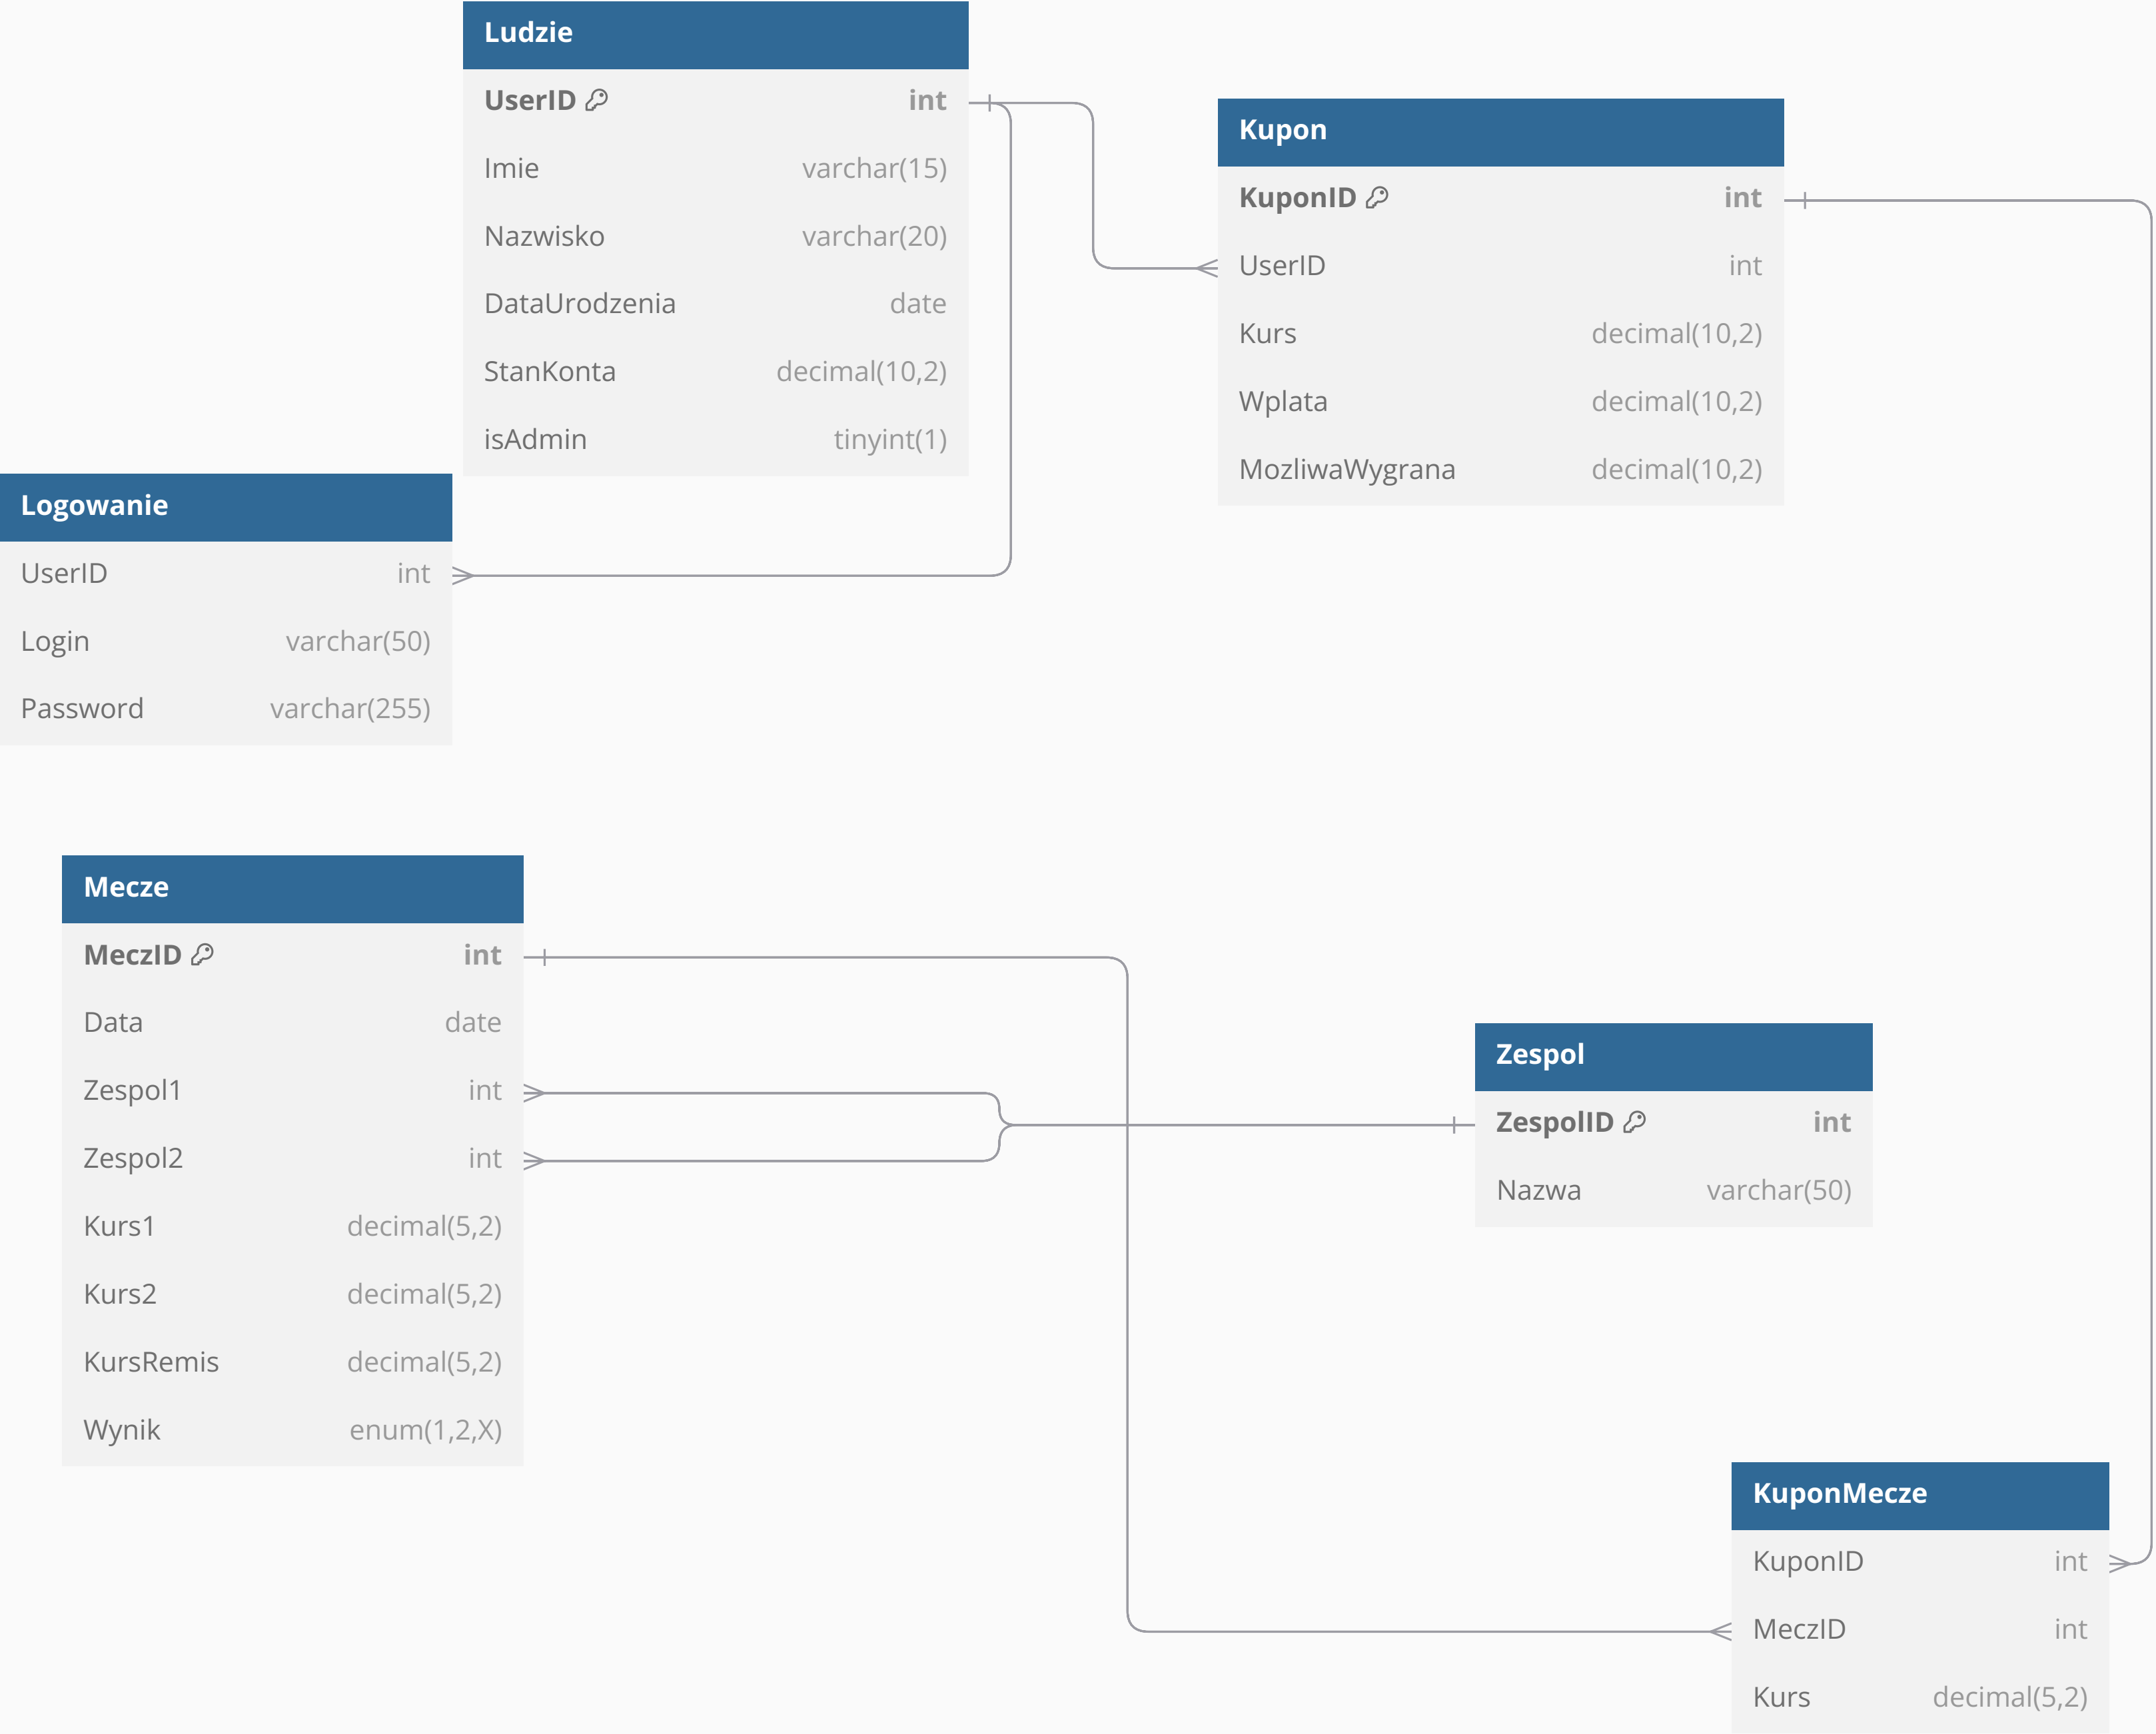 Ludzie
UserID int
Imie varchar(15)
Nazwisko varchar(20)
DataUrodzenia date
StanKonta decimal(10,2)
isAdmin tinyint(1)
Kupon
KuponID int
UserID int
Kurs decimal(10,2)
Wplata decimal(10,2)
MozliwaWygrana decimal(10,2)
Logowanie
UserID int
Login varchar(50)
Password varchar(255)
Mecze
MeczID int
Data date
Zespol1 int
Zespol2 int
Kurs1 decimal(5,2)
Kurs2 decimal(5,2)
KursRemis decimal(5,2)
Wynik enum(1,2,X)
Zespol
ZespolID int
Nazwa varchar(50)
KuponMecze
KuponID int
MeczID int
Kurs decimal(5,2)